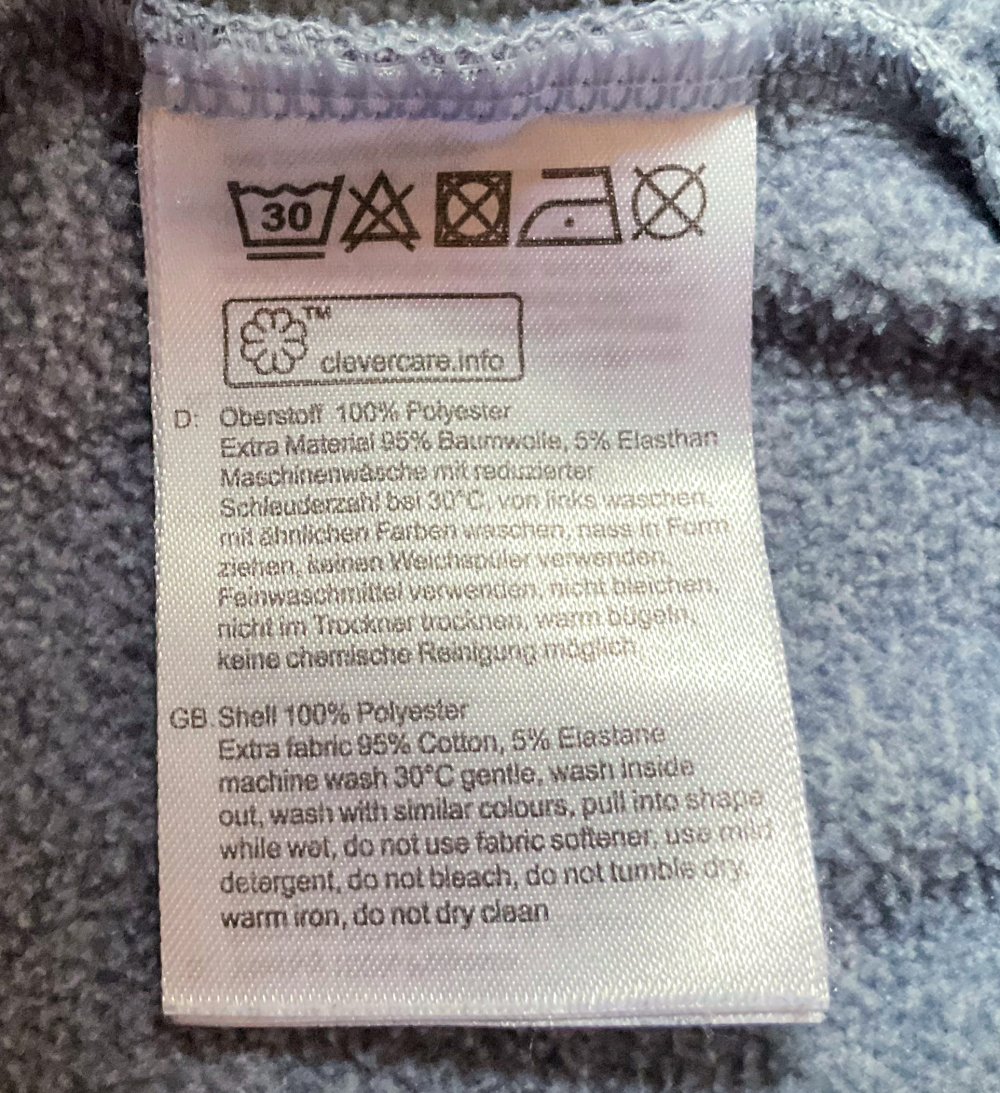 30
TM
clevercare.info
D: Oberstoff 100% Polyester
Extra Material 95% Baumwolle, 5% Elasthan
Maschinenwäsche mit reduzierter
Schleuderzahl bei 30°C, von links waschen,
mit ähnlichen Farben waschen, nass in Form
ziehen, keinen Weichspüler verwenden,
Feinwaschmittel verwenden, nicht bleichen,
nicht im Trockner trocknen, warm bügeln,
keine chemische Reinigung möglich
GB Shell 100% Polyester
Extra fabric 95% Cotton, 5% Elastane
machine wash 30°C gentle, wash inside
out, wash with similar colours, pull into shape
while wet, do not use fabric softener, use mild
detergent, do not bleach, do not tumble dry,
warm iron, do not dry clean